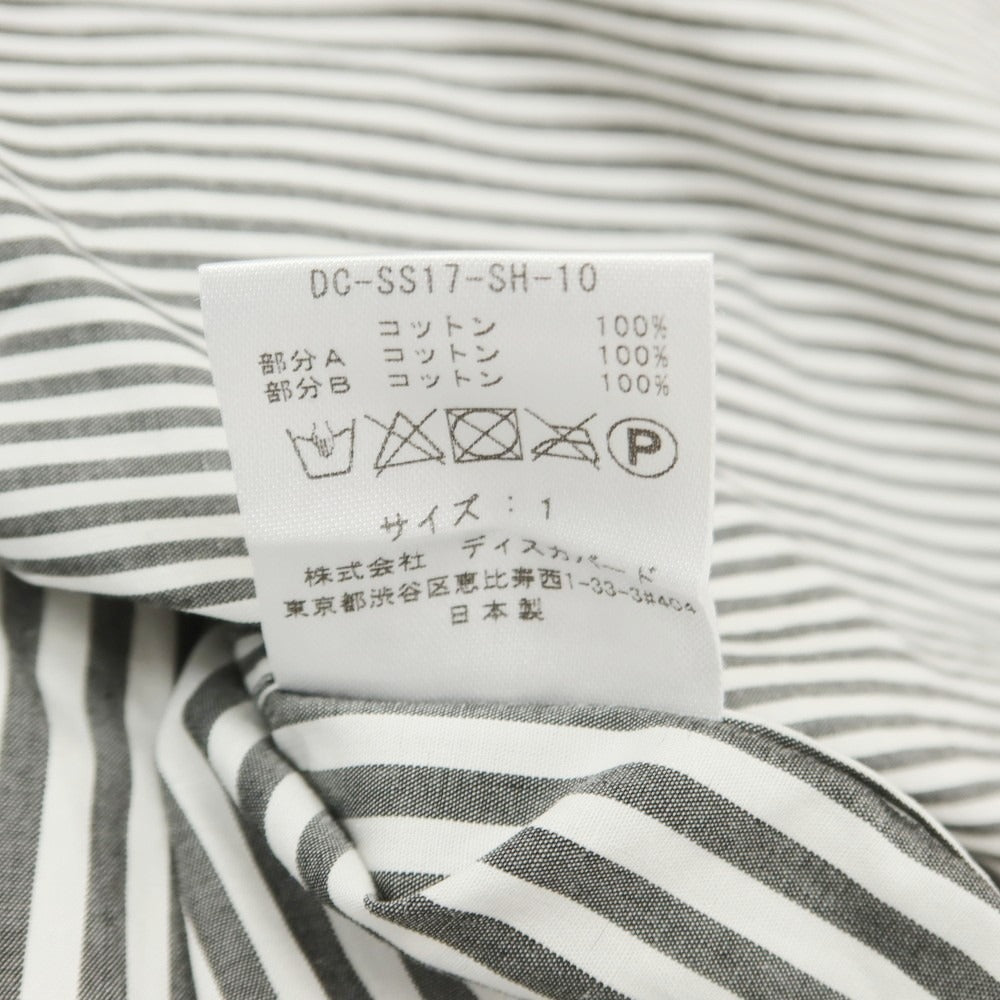 DC-SS17-SH-10
コットン 100%
部分A コットン 100%
部分B コットン 100%
P
サイズ：1
株式会社 ディスカバード
東京都渋谷区恵比寿西1-33-3#404
日本製